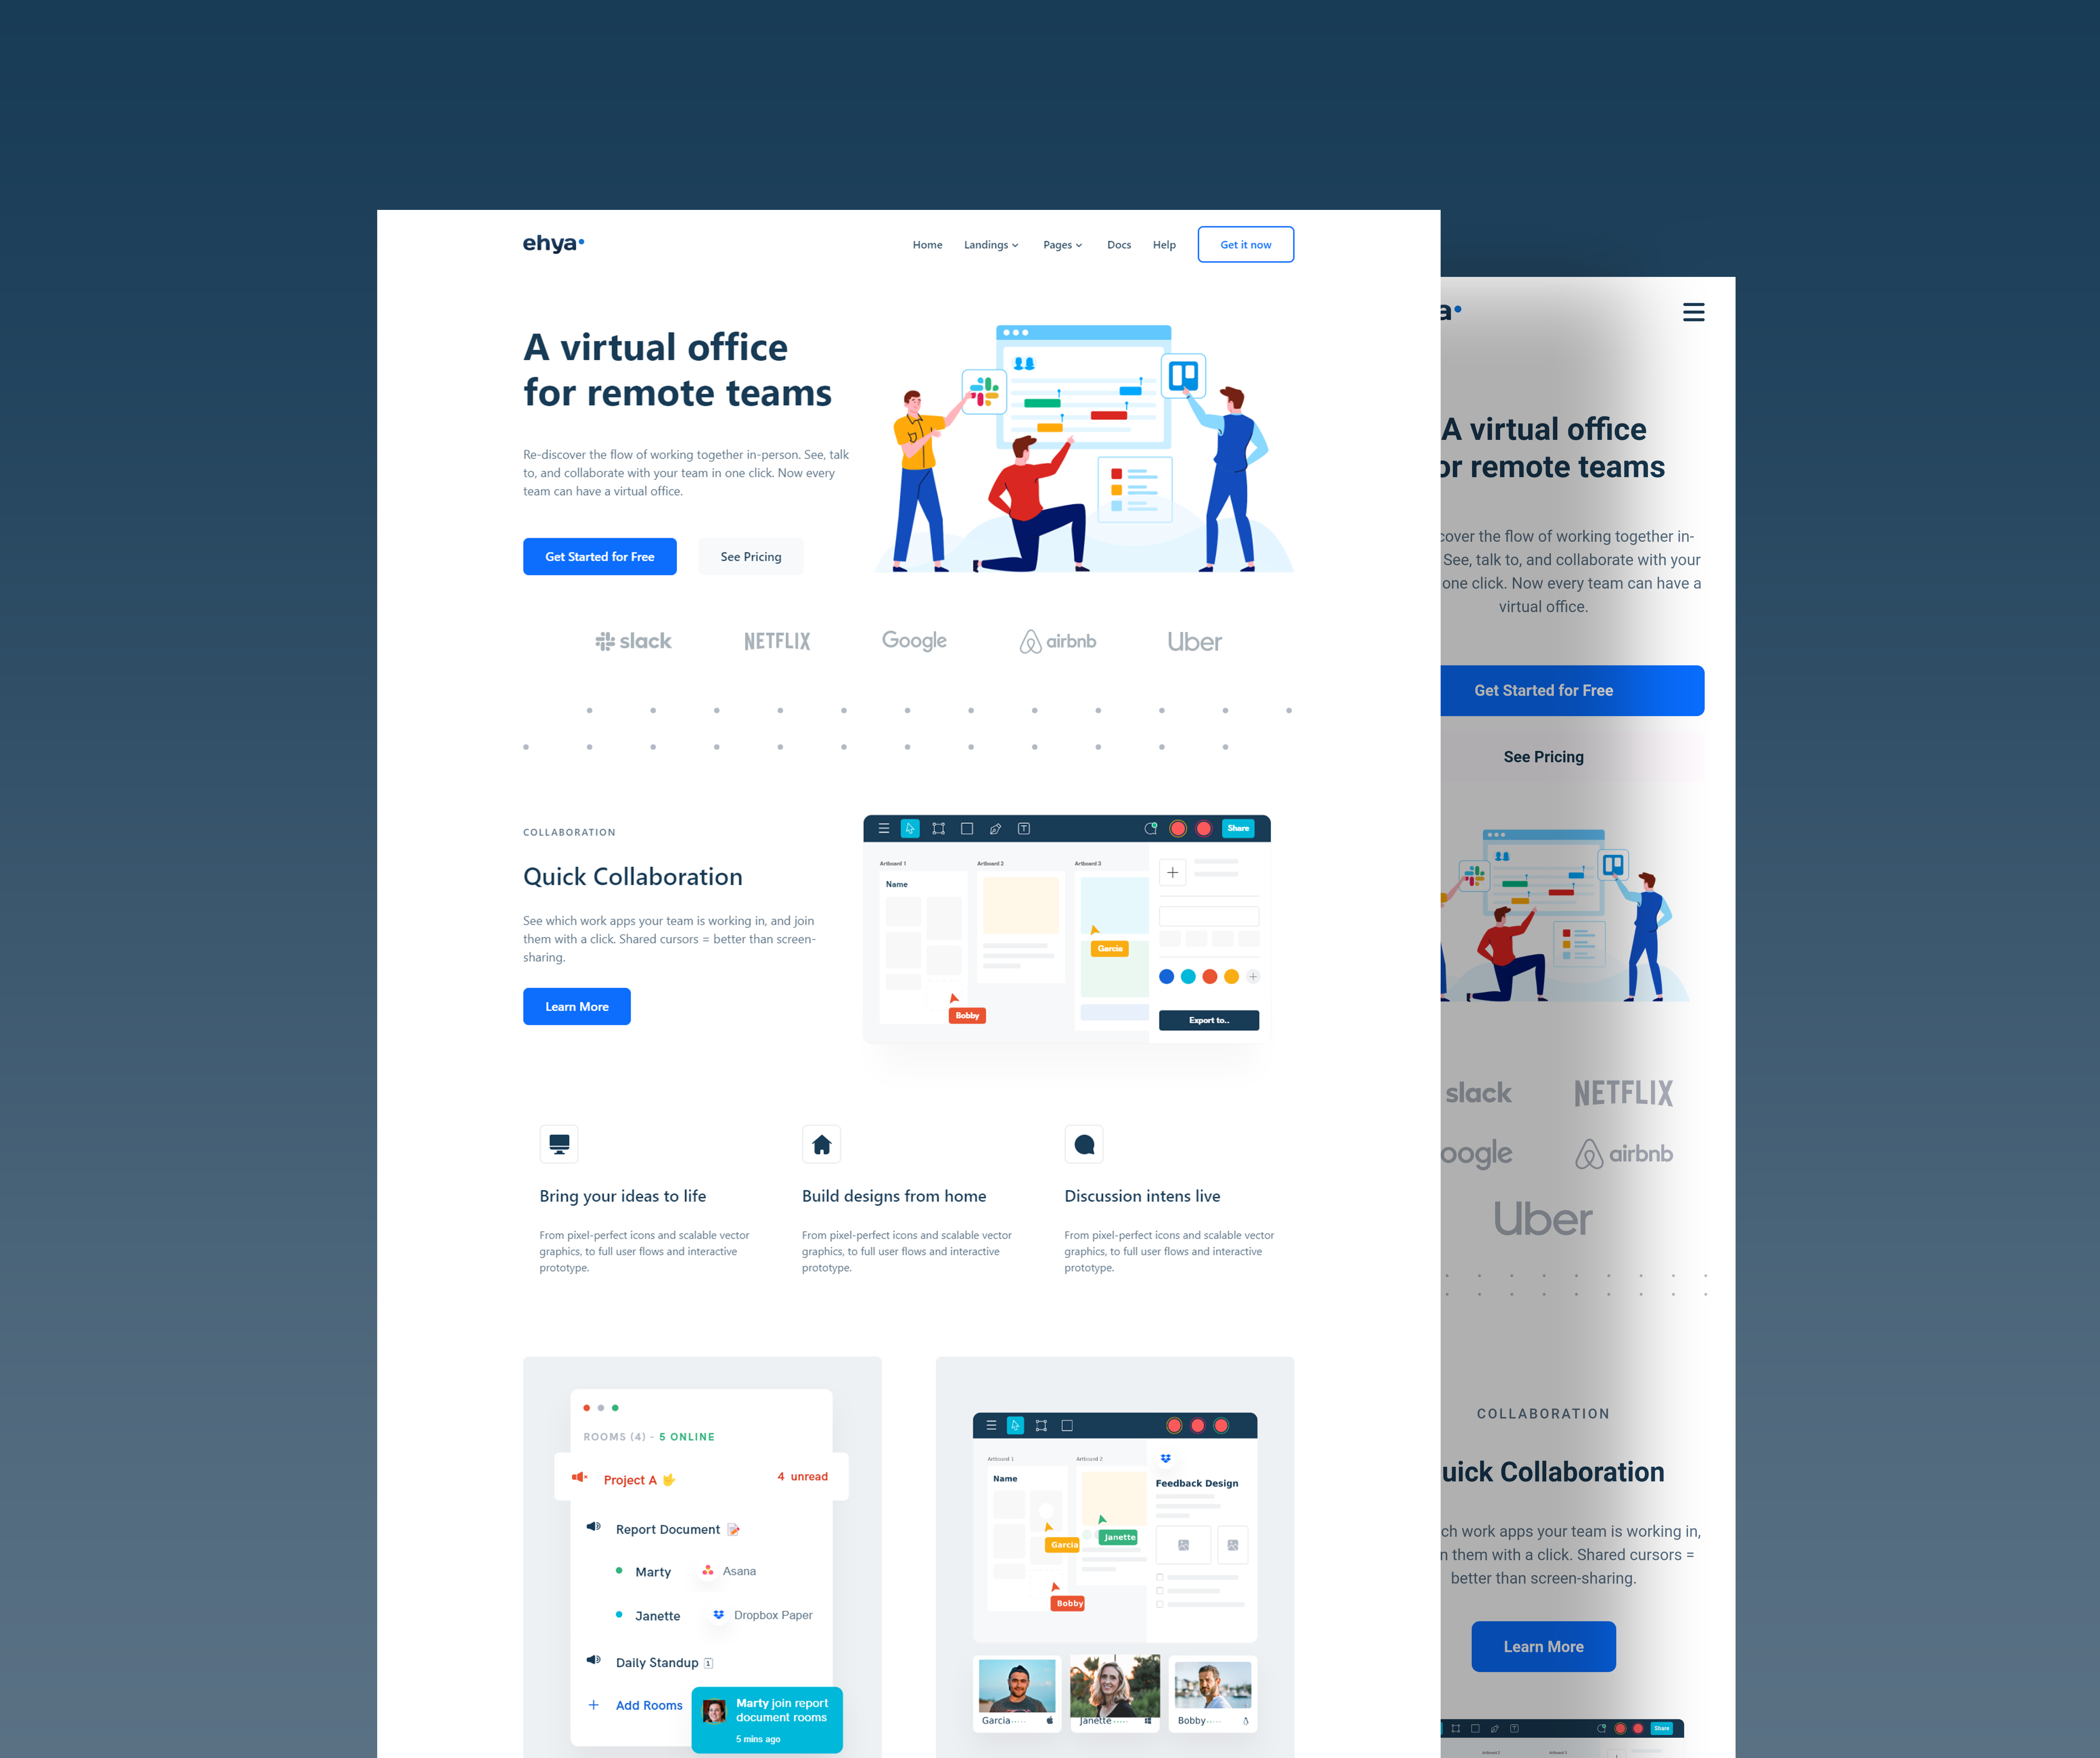 ehya
Home
Landings
Pages
Docs
Help
Get it now
A virtual office
for remote teams
Re-discover the flow of working together in-person. See, talk
to, and collaborate with your team in one click. Now every
team can have a virtual office.
Get Started for Free
See Pricing
slack
NETFLIX
Google
airbnb
Uber
COLLABORATION
Quick Collaboration
See which work apps your team is working in, and join
them with a click. Shared cursors = better than screen-
sharing.
Learn More
Share
Artboard 1
Artboard 2
Artboard 3
Name
Garcia
Bobby
Export to..
Bring your ideas to life
From pixel-perfect icons and scalable vector
graphics, to full user flows and interactive
prototype.
Build designs from home
From pixel-perfect icons and scalable vector
graphics, to full user flows and interactive
prototype.
Discussion intens live
From pixel-perfect icons and scalable vector
graphics, to full user flows and interactive
prototype.
ROOMS (4) - 5 ONLINE
Project A
4 unread
Report Document
Marty
Asana
Janette
Dropbox Paper
Daily Standup
1
Add Rooms
Marty join report
document rooms
5 mins ago
Artboard 1
Artboard 2
Name
Feedback Design
Garcia
Janette
Bobby
Garcia.....
Janette.....
Bobby.....
a
A virtual office
or remote teams
cover the flow of working together in-
See, talk to, and collaborate with your
one click. Now every team can have a
virtual office.
Get Started for Free
See Pricing
slack
NETFLIX
oogle
airbnb
Uber
COLLABORATION
uick Collaboration
ch work apps your team is working in,
n them with a click. Shared cursors =
better than screen-sharing.
Learn More
Share